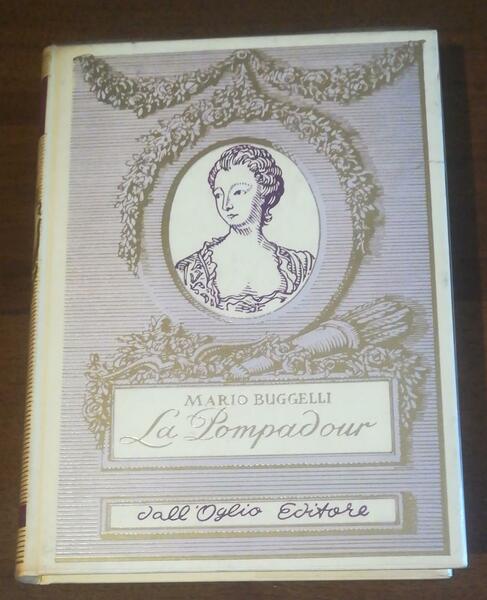 MARIO BUGGELLI
La Pompadour
dall'Oglio Editore